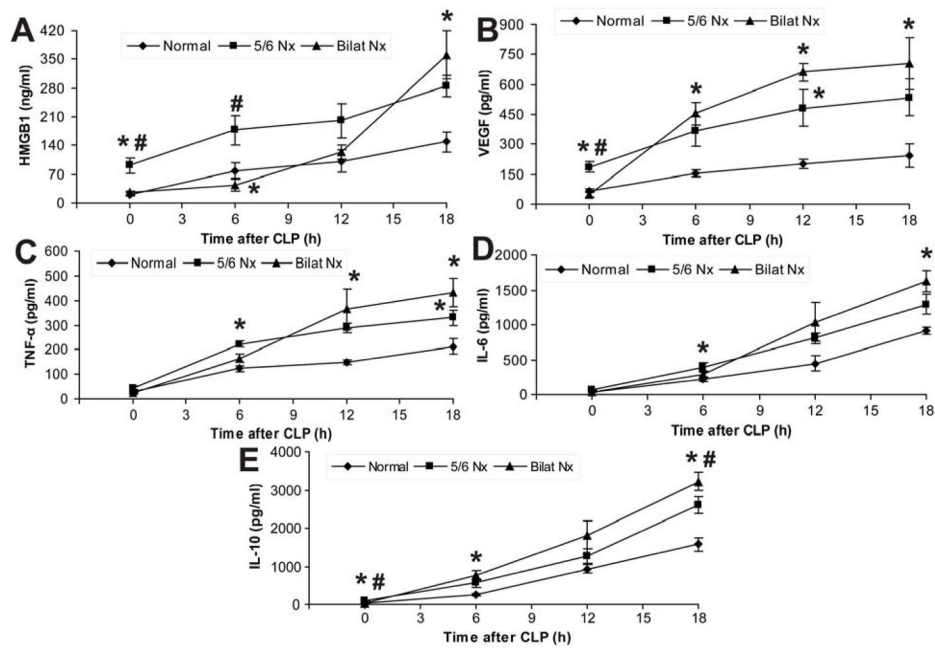 A
HMGB1 (ng/ml)
420
350
280
210
140
70
0
Normal 5/6 Nx Bilat Nx
* #
#
*
*
0 3 6 9 12 15 18
Time after CLP (h)
B
VEGF (pg/ml)
900
750
600
450
300
150
0
Normal 5/6 Nx Bilat Nx
* #
*
*
*
*
0 3 6 9 12 15 18
Time after CLP (h)
C
TNF-α (pg/ml)
600
500
400
300
200
100
0
Normal 5/6 Nx Bilat Nx
*
*
*
*
0 3 6 9 12 15 18
Time after CLP (h)
D
IL-6 (pg/ml)
2000
1500
1000
500
0
Normal 5/6 Nx Bilat Nx
*
*
0 3 6 9 12 15 18
Time after CLP (h)
E
IL-10 (pg/ml)
4000
3000
2000
1000
0
Normal 5/6 Nx Bilat Nx
* #
*
* #
0 3 6 9 12 15 18
Time after CLP (h)